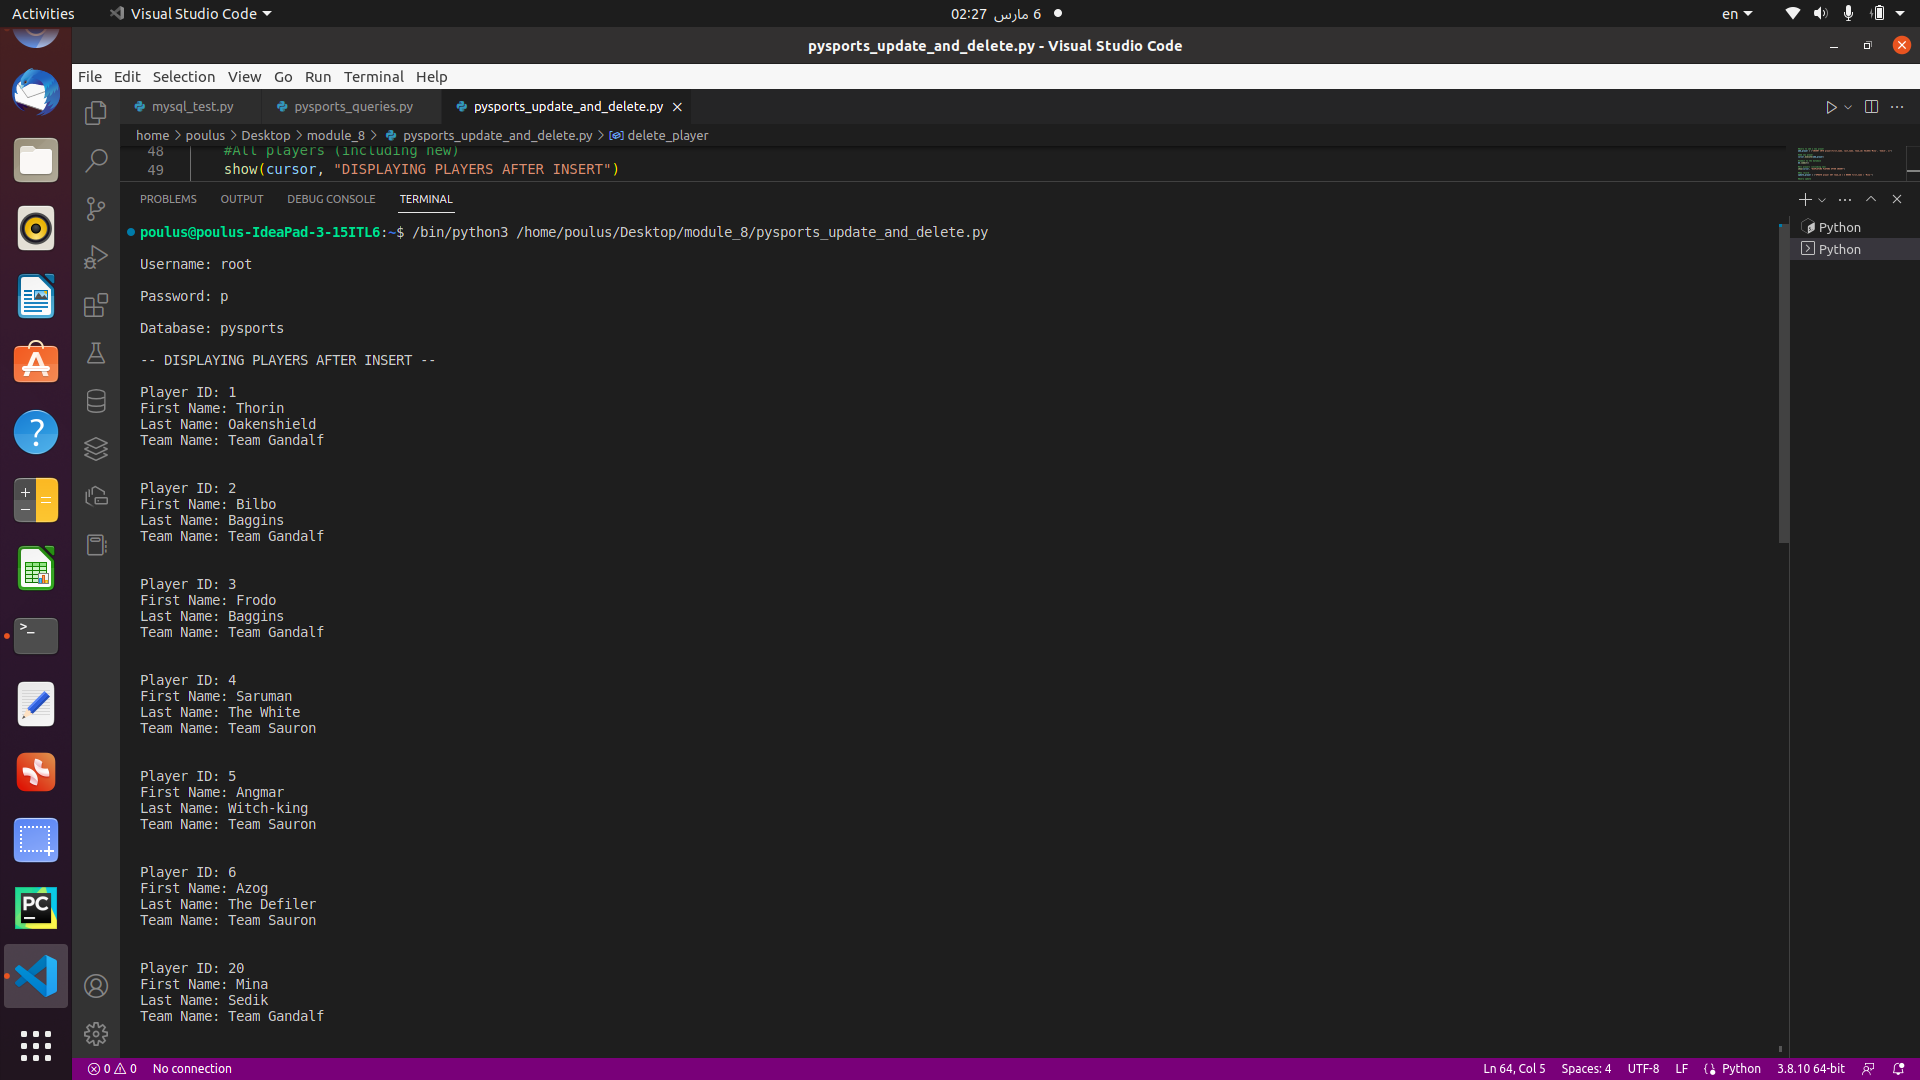 Activities
Visual Studio Code
6 مارس 02:27
en
pysports_update_and_delete.py - Visual Studio Code
File Edit Selection View Go Run Terminal Help
mysql_test.py
pysports_queries.py
pysports_update_and_delete.py
home > poulus > Desktop > module_8 > pysports_update_and_delete.py > delete_player
48 #All players (including new)
49 show(cursor, "DISPLAYING PLAYERS AFTER INSERT")
PROBLEMS OUTPUT DEBUG CONSOLE TERMINAL
Python
Python
poulus@poulus-IdeaPad-3-15ITL6:~$ /bin/python3 /home/poulus/Desktop/module_8/pysports_update_and_delete.py
Username: root
Password: p
Database: pysports
-- DISPLAYING PLAYERS AFTER INSERT --
Player ID: 1
First Name: Thorin
Last Name: Oakenshield
Team Name: Team Gandalf
Player ID: 2
First Name: Bilbo
Last Name: Baggins
Team Name: Team Gandalf
Player ID: 3
First Name: Frodo
Last Name: Baggins
Team Name: Team Gandalf
Player ID: 4
First Name: Saruman
Last Name: The White
Team Name: Team Sauron
Player ID: 5
First Name: Angmar
Last Name: Witch-king
Team Name: Team Sauron
Player ID: 6
First Name: Azog
Last Name: The Defiler
Team Name: Team Sauron
Player ID: 20
First Name: Mina
Last Name: Sedik
Team Name: Team Gandalf
PC
0 0 No connection
Ln 64, Col 5 Spaces: 4 UTF-8 LF Python 3.8.10 64-bit